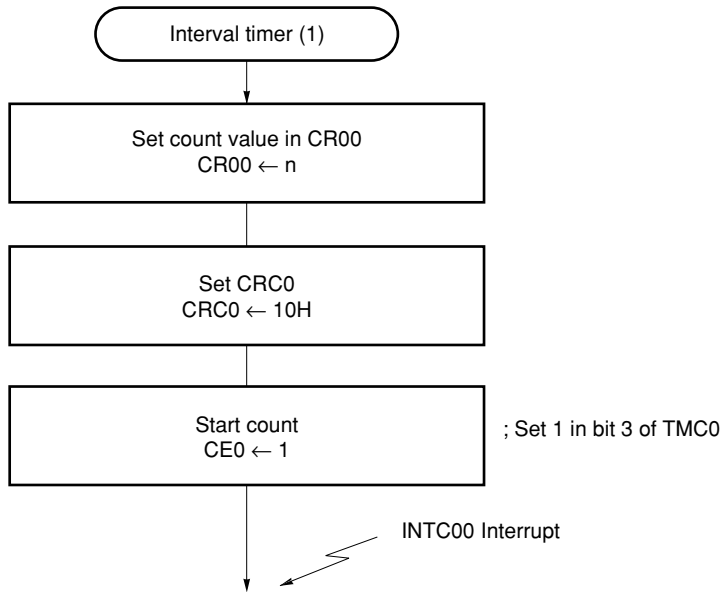 Interval timer (1)
Set count value in CR00
CR00 ← n
Set CRC0
CRC0 ← 10H
Start count
CE0 ← 1
; Set 1 in bit 3 of TMC0
INTC00 Interrupt